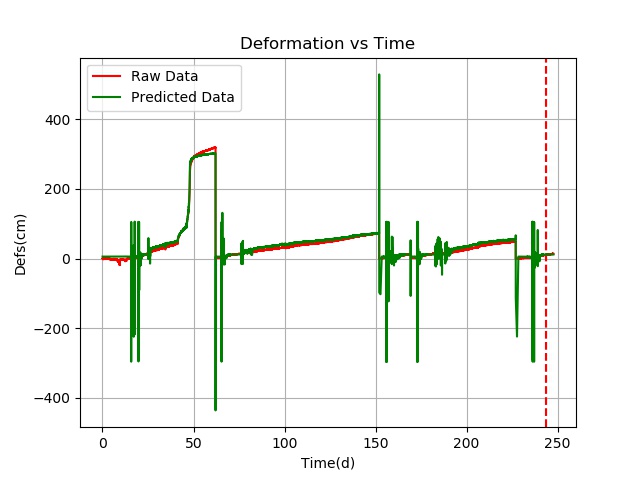 Deformation vs Time
Raw Data
Predicted Data
400
200
0
−200
−400
Defs(cm)
0 50 100 150 200 250
Time(d)